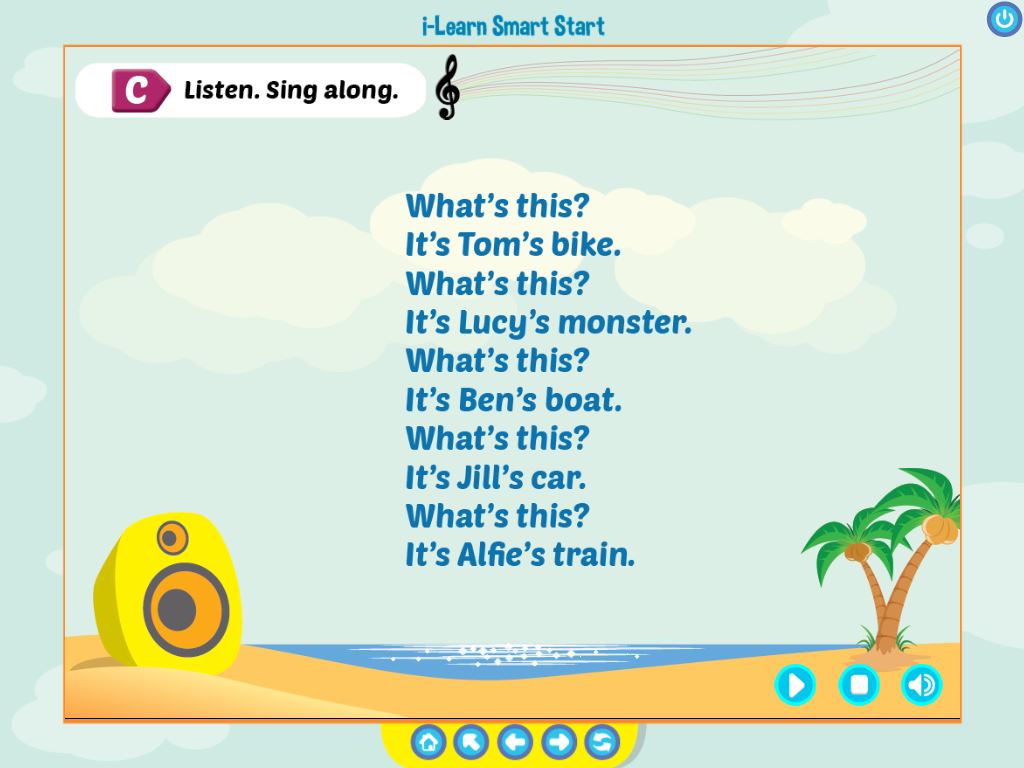 i-Learn Smart Start
C Listen. Sing along.
What's this?
It's Tom's bike.
What's this?
It's Lucy's monster.
What's this?
It's Ben's boat.
What's this?
It's Jill's car.
What's this?
It's Alfie's train.